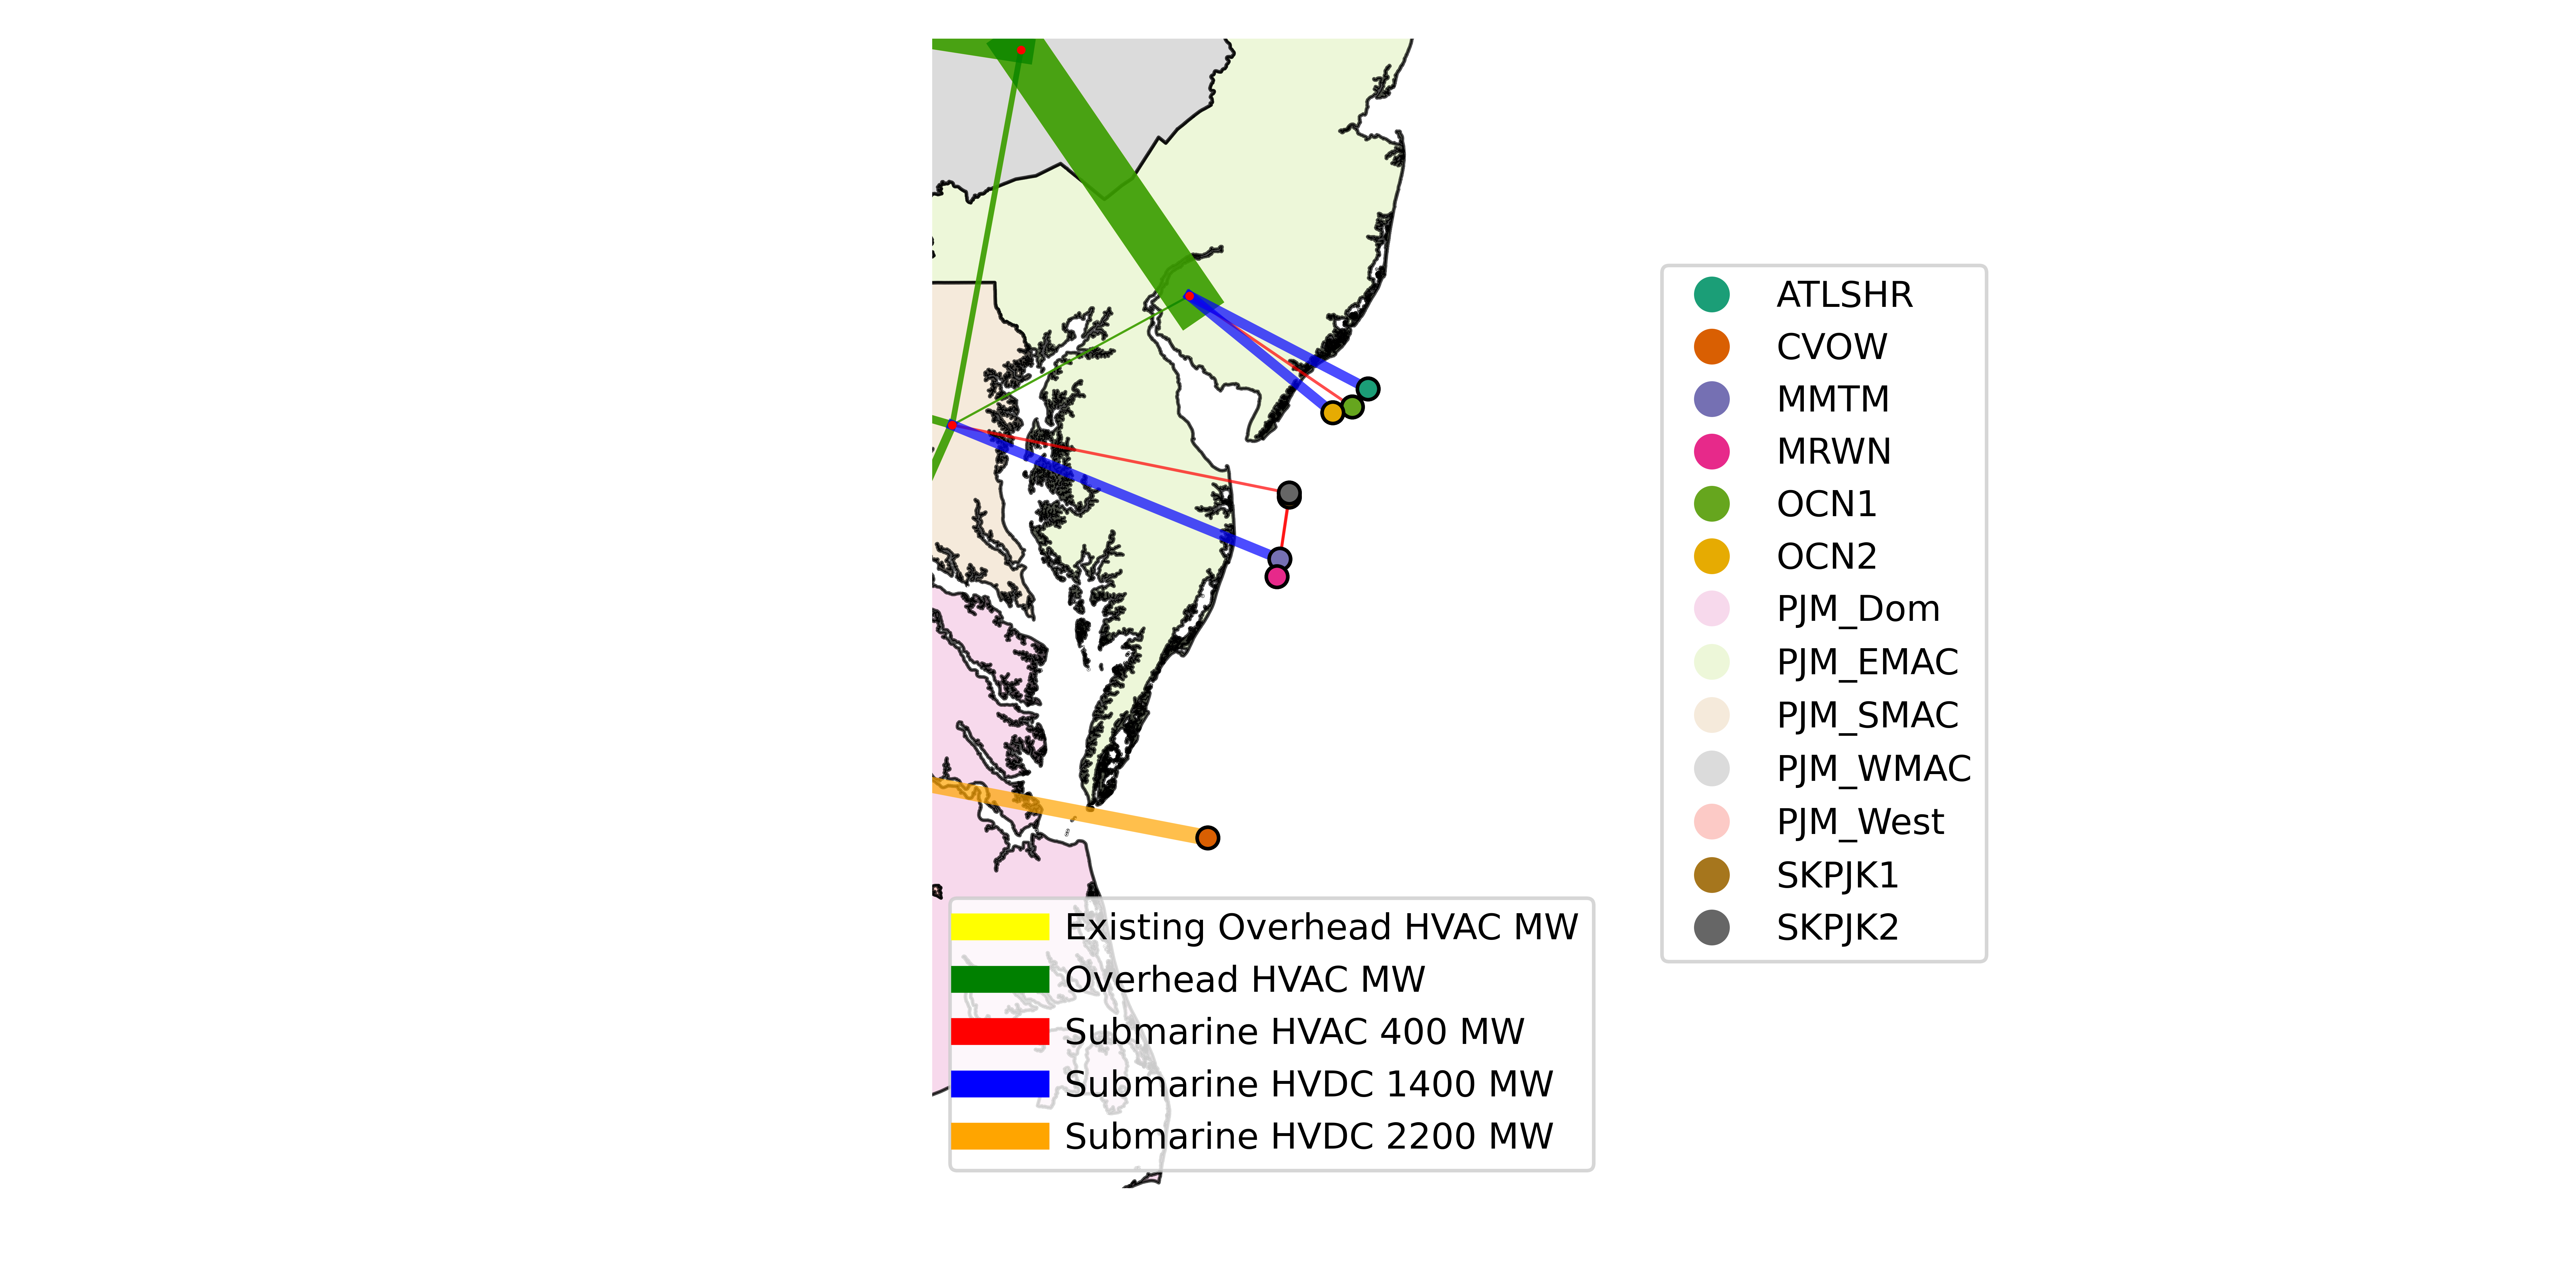 ATLSHR
CVOW
MMTM
MRWN
OCN1
OCN2
PJM_Dom
PJM_EMAC
PJM_SMAC
PJM_WMAC
PJM_West
SKPJK1
SKPJK2
Existing Overhead HVAC MW
Overhead HVAC MW
Submarine HVAC 400 MW
Submarine HVDC 1400 MW
Submarine HVDC 2200 MW